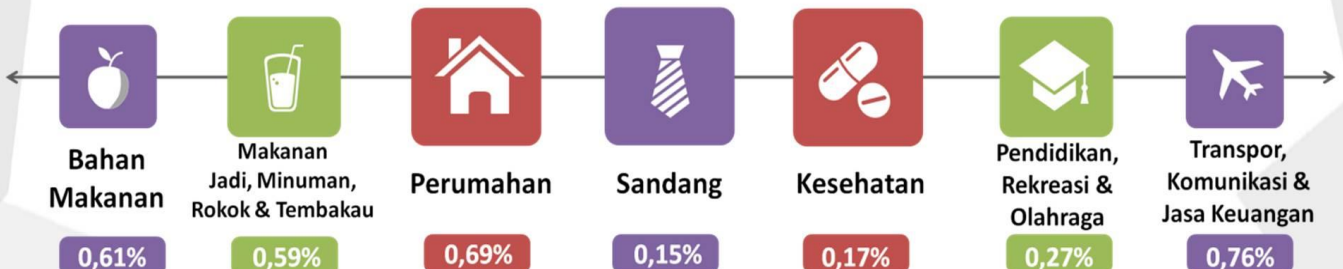 Bahan
Makanan
0,61%
Makanan
Jadi, Minuman,
Rokok & Tembakau
0,59%
Perumahan
0,69%
Sandang
0,15%
Kesehatan
0,17%
Pendidikan,
Rekreasi &
Olahraga
0,27%
Transpor,
Komunikasi &
Jasa Keuangan
0,76%